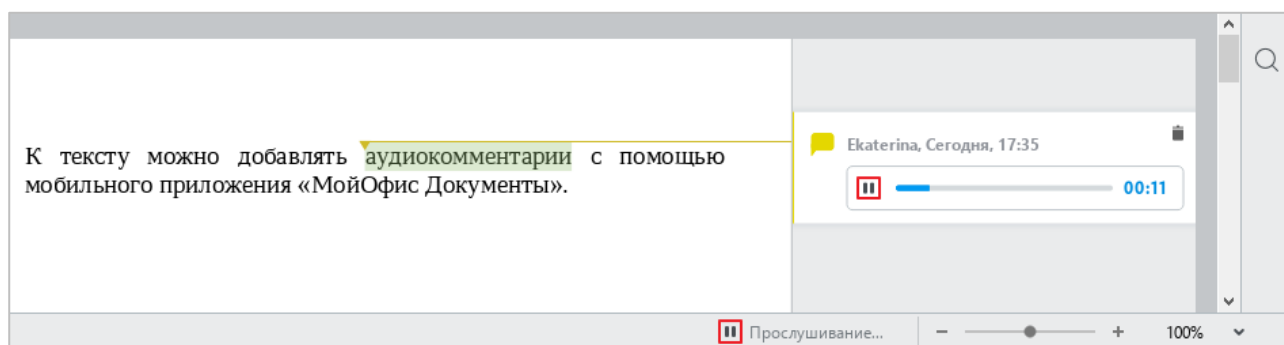 К тексту можно добавлять аудиокомментарии с помощью
мобильного приложения «МойОфис Документы».
Ekaterina, Сегодня, 17:35
00:11
Прослушивание...
100%